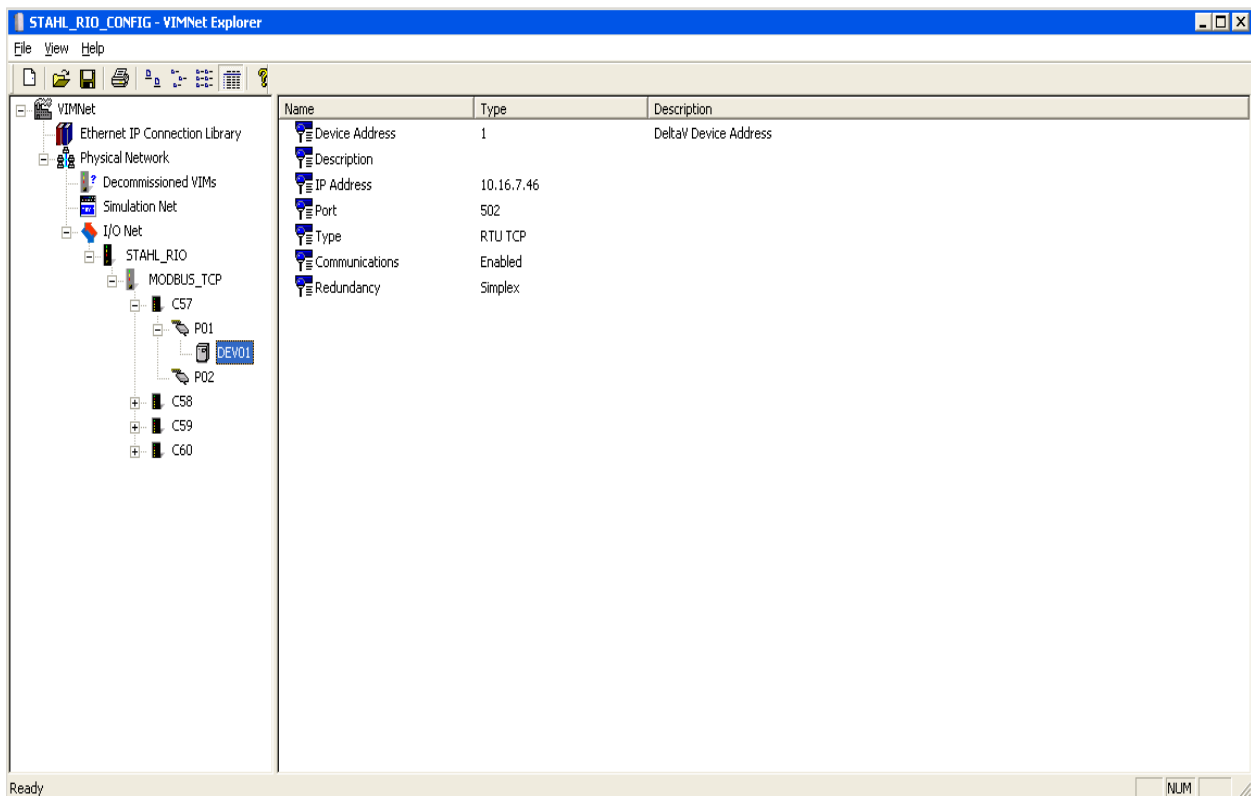 STAHL_RIO_CONFIG - VIMNet Explorer
File View Help
VIMNet
Ethernet IP Connection Library
Physical Network
Decommissioned VIMs
Simulation Net
I/O Net
STAHL_RIO
MODBUS_TCP
C57
P01
DEV01
P02
C58
C59
C60
Name Type Description
Device Address 1 DeltaV Device Address
Description
IP Address 10.16.7.46
Port 502
Type RTU TCP
Communications Enabled
Redundancy Simplex
Ready NUM